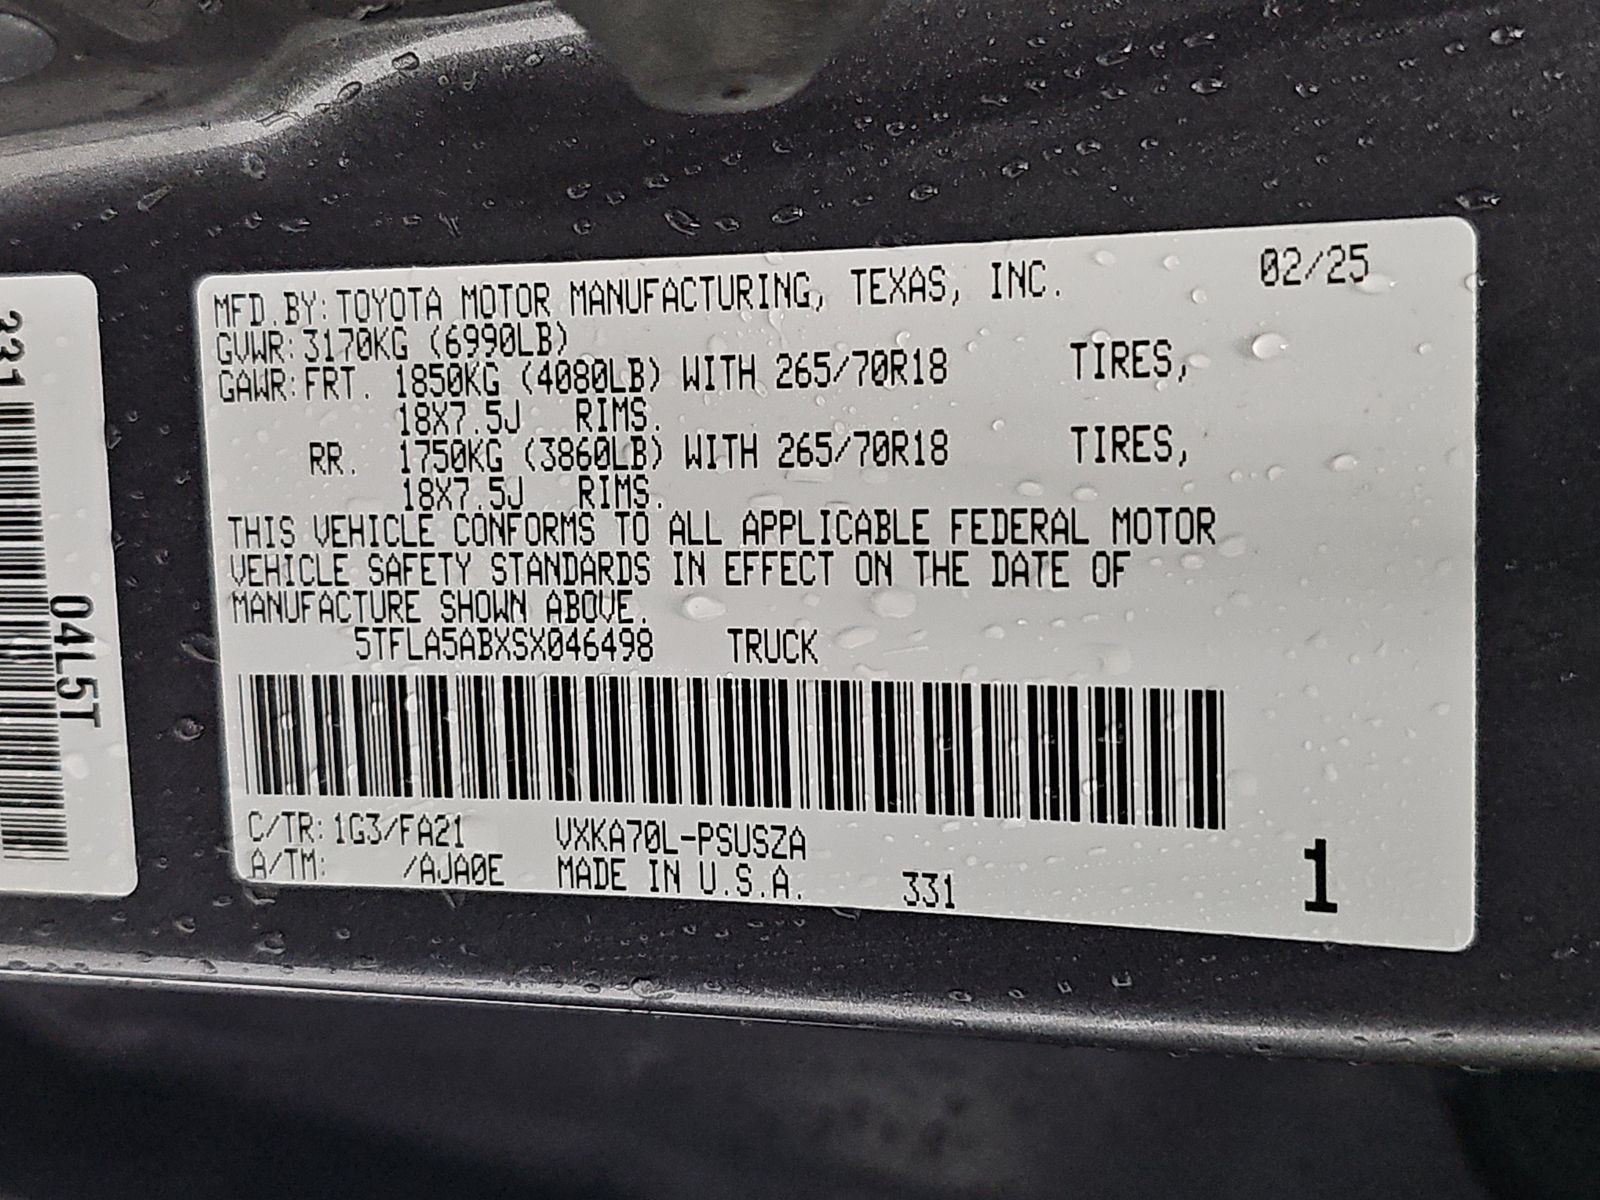 MFD.BY:TOYOTA MOTOR MANUFACTURING, TEXAS, INC. 02/25
GVWR:3170KG (6990LB)
GAWR:FRT. 1850KG (4080LB) WITH 265/70R18 TIRES,
18X7.5J RIMS.
RR. 1750KG (3860LB) WITH 265/70R18 TIRES,
18X7.5J RIMS.
THIS VEHICLE CONFORMS TO ALL APPLICABLE FEDERAL MOTOR
VEHICLE SAFETY STANDARDS IN EFFECT ON THE DATE OF
MANUFACTURE SHOWN ABOVE.
5TFLA5ABXSX046498 TRUCK
C/TR:1G3/FA21 VXKA70L-PSUSZA
A/TM: /AJA0E MADE IN U.S.A. 331 1
331
04L5T